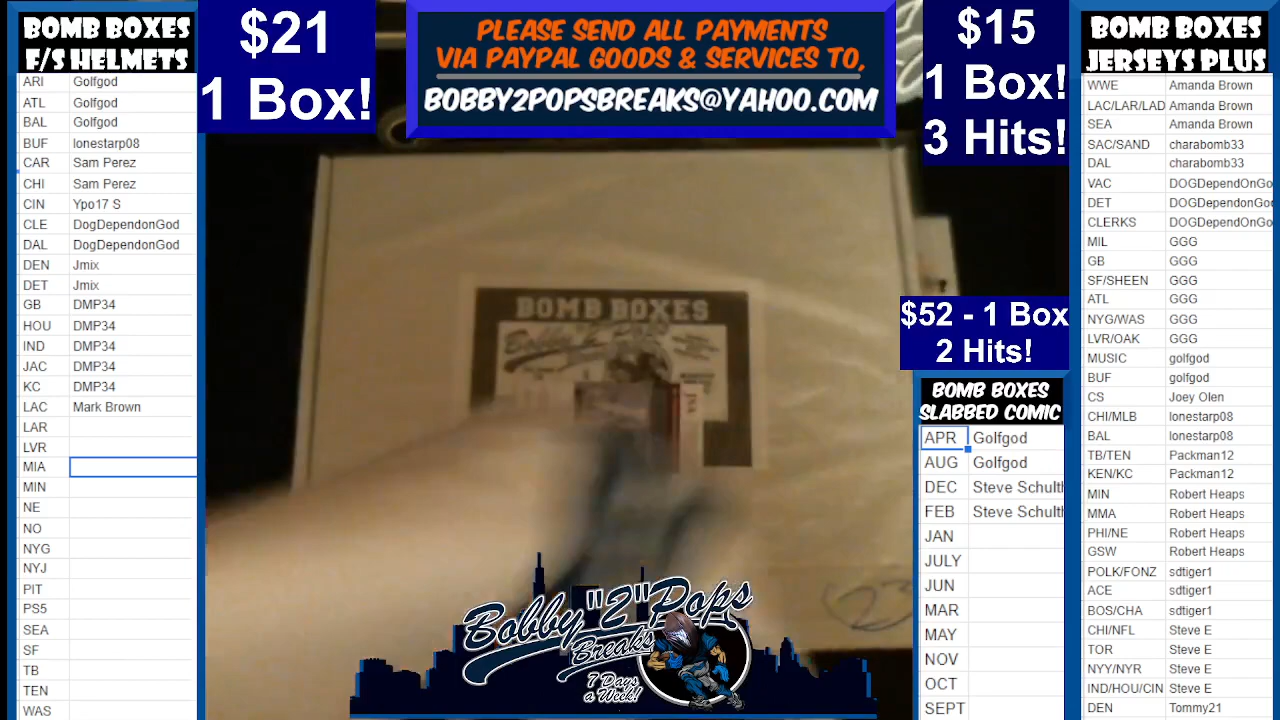 BOMB BOXES
F/S HELMETS
ARI Golfgod
ATL Golfgod
BAL Golfgod
BUF lonestarp08
CAR Sam Perez
CHI Sam Perez
CIN Ypo17 S
CLE DogDependonGod
DAL DogDependonGod
DEN Jmix
DET Jmix
GB DMP34
HOU DMP34
IND DMP34
JAC DMP34
KC DMP34
LAC Mark Brown
LAR
LVR
MIA
MIN
NE
NO
NYG
NYJ
PIT
PS5
SEA
SF
TB
TEN
WAS
$21
1 Box!
PLEASE SEND ALL PAYMENTS
VIA PAYPAL GOODS & SERVICES TO,
BOBBY2POPSBREAKS@YAHOO.COM
BOMB BOXES
Bobby "2" Pops
Breaks
7 Days
a Week!
$15
1 Box!
3 Hits!
$52 - 1 Box
2 Hits!
BOMB BOXES
SLABBED COMIC
APR Golfgod
AUG Golfgod
DEC Steve Schulth
FEB Steve Schulth
JAN
JULY
JUN
MAR
MAY
NOV
OCT
SEPT
BOMB BOXES
JERSEYS PLUS
WWE Amanda Brown
LAC/LAR/LAD Amanda Brown
SEA Amanda Brown
SAC/SAND charabomb33
DAL charabomb33
VAC DOGDependOnGo
DET DOGDependOnGo
CLERKS DOGDependOnGo
MIL GGG
GB GGG
SF/SHEEN GGG
ATL GGG
NYG/WAS GGG
LVR/OAK GGG
MUSIC golfgod
BUF golfgod
CS Joey Olen
CHI/MLB lonestarp08
BAL lonestarp08
TB/TEN Packman12
KEN/KC Packman12
MIN Robert Heaps
MMA Robert Heaps
PHI/NE Robert Heaps
GSW Robert Heaps
POLK/FONZ sdtiger1
ACE sdtiger1
BOS/CHA sdtiger1
CHI/NFL Steve E
TOR Steve E
NYY/NYR Steve E
IND/HOU/CIN Steve E
DEN Tommy21